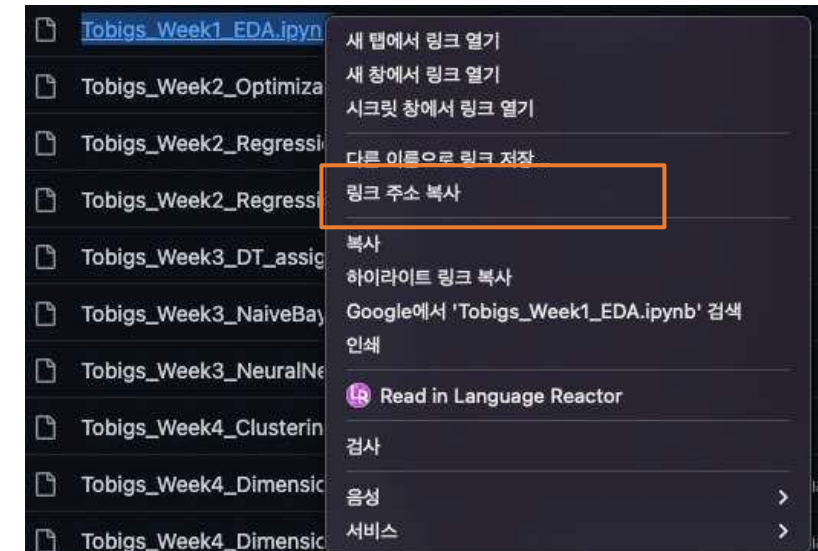 Tobigs_Week1_EDA.ipyn
Tobigs_Week2_Optimiza
Tobigs_Week2_Regressi
Tobigs_Week2_Regressi
Tobigs_Week3_DT_assig
Tobigs_Week3_NaiveBay
Tobigs_Week3_NeuralNe
Tobigs_Week4_Clusterin
Tobigs_Week4_Dimensic
Tobigs_Week4_Dimensic
새 탭에서 링크 열기
새 창에서 링크 열기
시크릿 창에서 링크 열기
다른 이름으로 링크 저장...
링크 주소 복사
복사
하이라이트 링크 복사
Google에서 'Tobigs_Week1_EDA.ipynb' 검색
인쇄
LR Read in Language Reactor
검사
음성
서비스